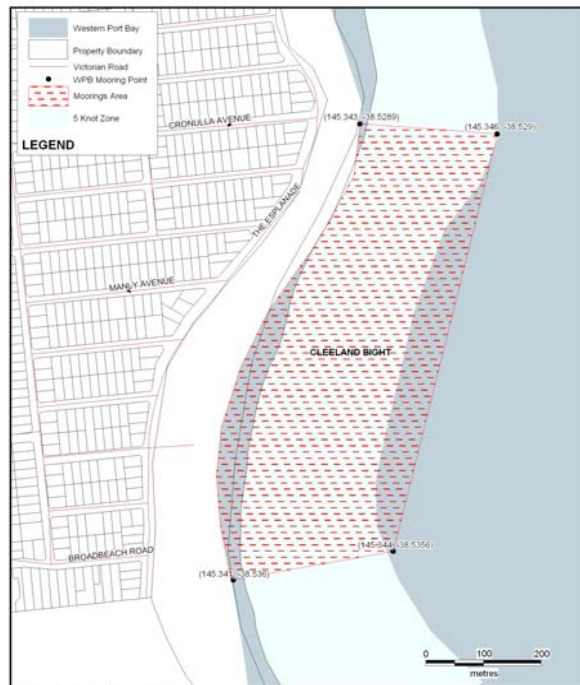 Western Port Bay
Property Boundary
Victorian Road
WPB Mooring Point
Moorings Area
5 Knot Zone
LEGEND
CRONULLA AVENUE
(145.343, -38.5289)
(145.346, -38.529)
THE ESPLANADE
MANLY AVENUE
CLEELAND BIGHT
BROADBEACH ROAD
(145.344, -38.5356)
(145.341, -38.536)
0 100 200
metres